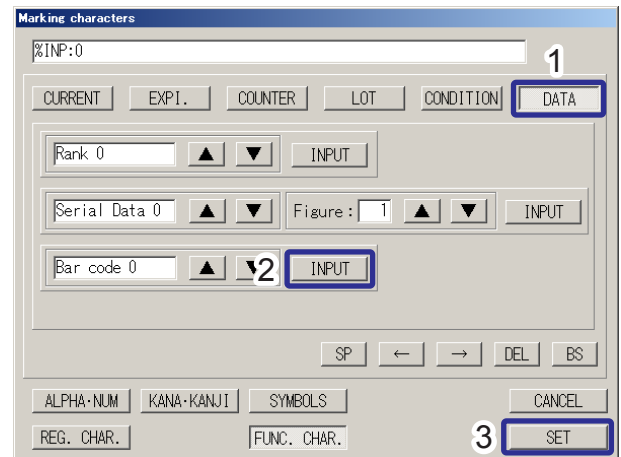 Marking characters
%INP:0
1
CURRENT EXPI. COUNTER LOT CONDITION DATA
Rank 0 ▲ ▼ INPUT
Serial Data 0 ▲ ▼ Figure: 1 ▲ ▼ INPUT
Bar code 0 ▲ ▼ 2 INPUT
SP ← → DEL BS
ALPHA·NUM KANA·KANJI SYMBOLS CANCEL
REG. CHAR. FUNC. CHAR. 3 SET